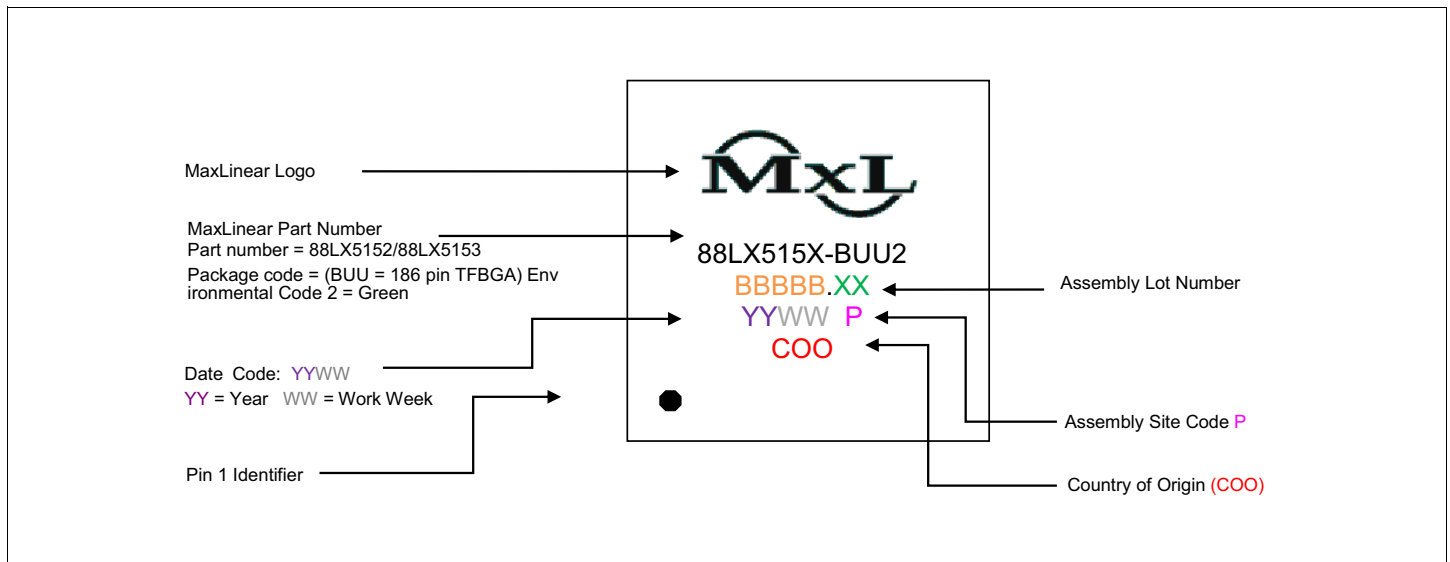 MaxLinear Logo
MaxLinear Part Number
Part number = 88LX5152/88LX5153
Package code = (BUU = 186 pin TFBGA) Env
ironmental Code 2 = Green
Date Code: YYWW
YY = Year WW = Work Week
Pin 1 Identifier
MxL
88LX515X-BUU2
BBBBB.XX
YYWW P
COO
Assembly Lot Number
Assembly Site Code P
Country of Origin (COO)